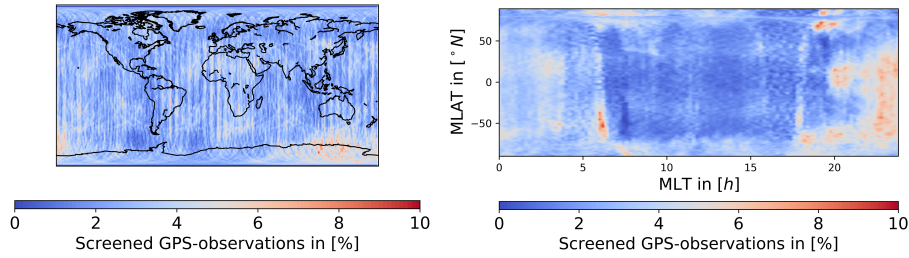 0 2 4 6 8 10
Screened GPS-observations in [%]
MLAT in [°N]
50
0
−50
0 5 10 15 20
MLT in [h]
0 2 4 6 8 10
Screened GPS-observations in [%]